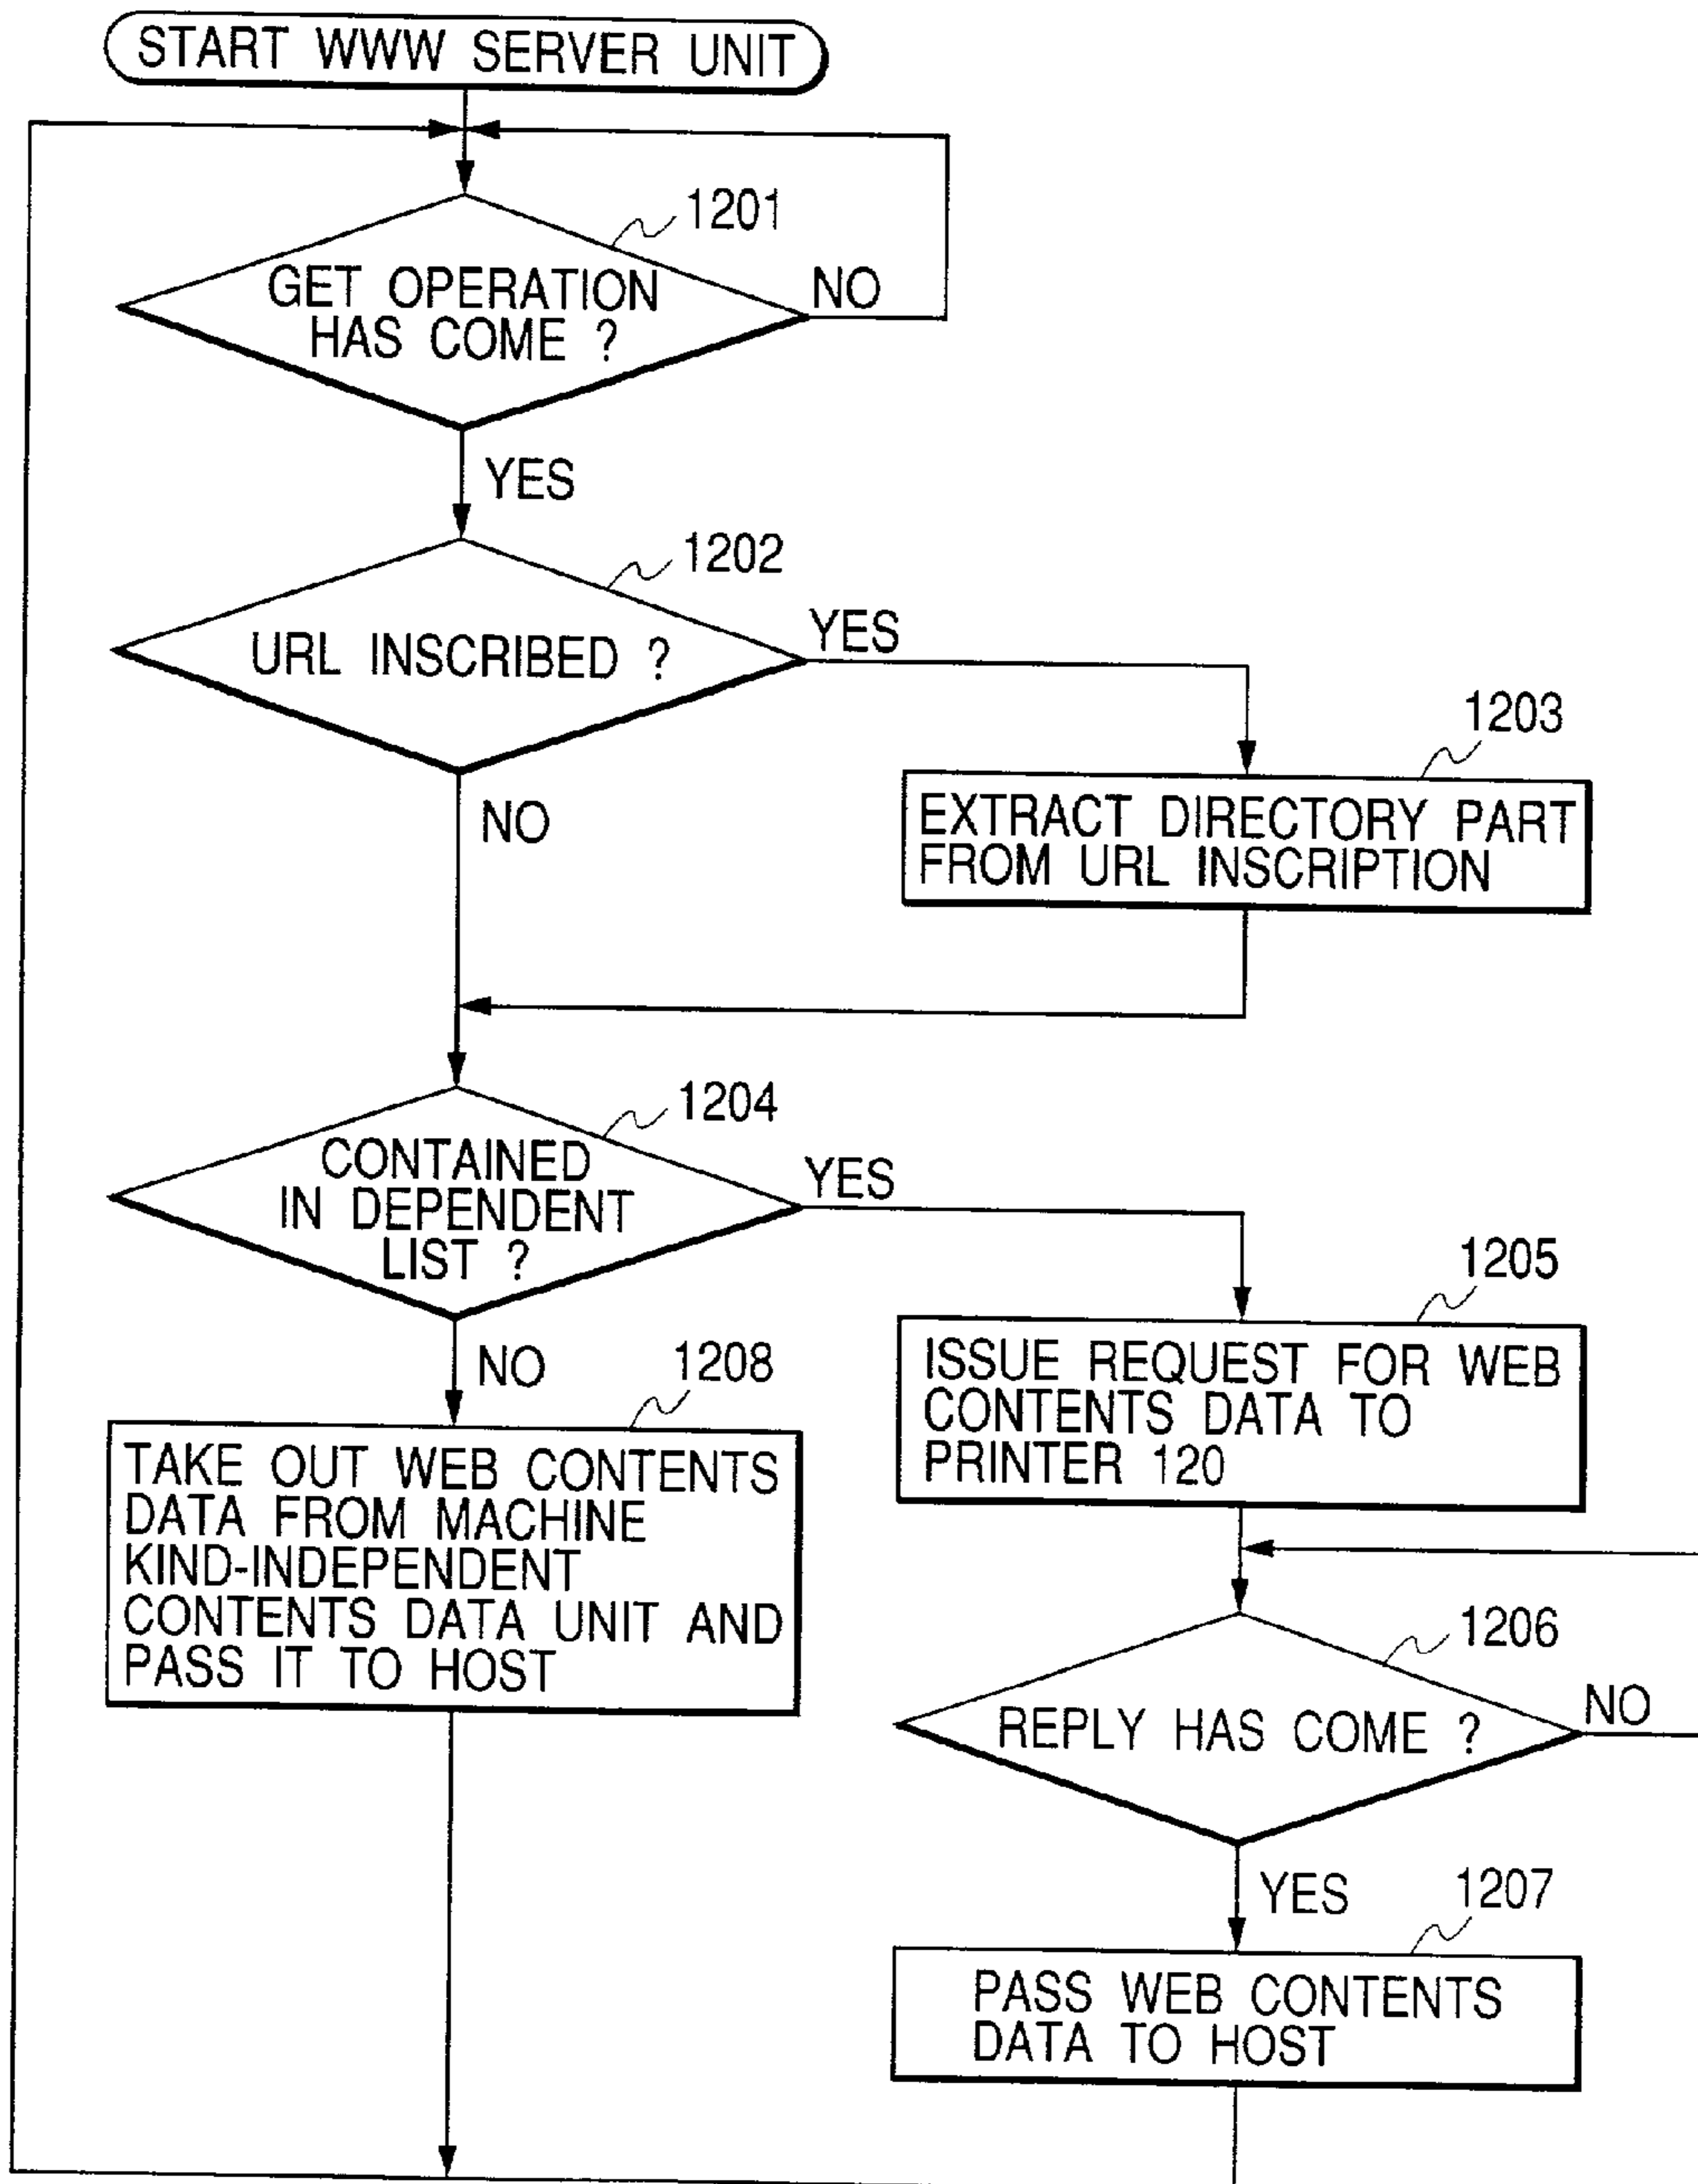 START WWW SERVER UNIT
1201
GET OPERATION
HAS COME ?
NO
YES
1202
URL INSCRIBED ?
YES
1203
EXTRACT DIRECTORY PART
FROM URL INSCRIPTION
NO
1204
CONTAINED
IN DEPENDENT
LIST ?
YES
1205
ISSUE REQUEST FOR WEB
CONTENTS DATA TO
PRINTER 120
NO
1208
TAKE OUT WEB CONTENTS
DATA FROM MACHINE
KIND-INDEPENDENT
CONTENTS DATA UNIT AND
PASS IT TO HOST
1206
REPLY HAS COME ?
NO
YES
1207
PASS WEB CONTENTS
DATA TO HOST